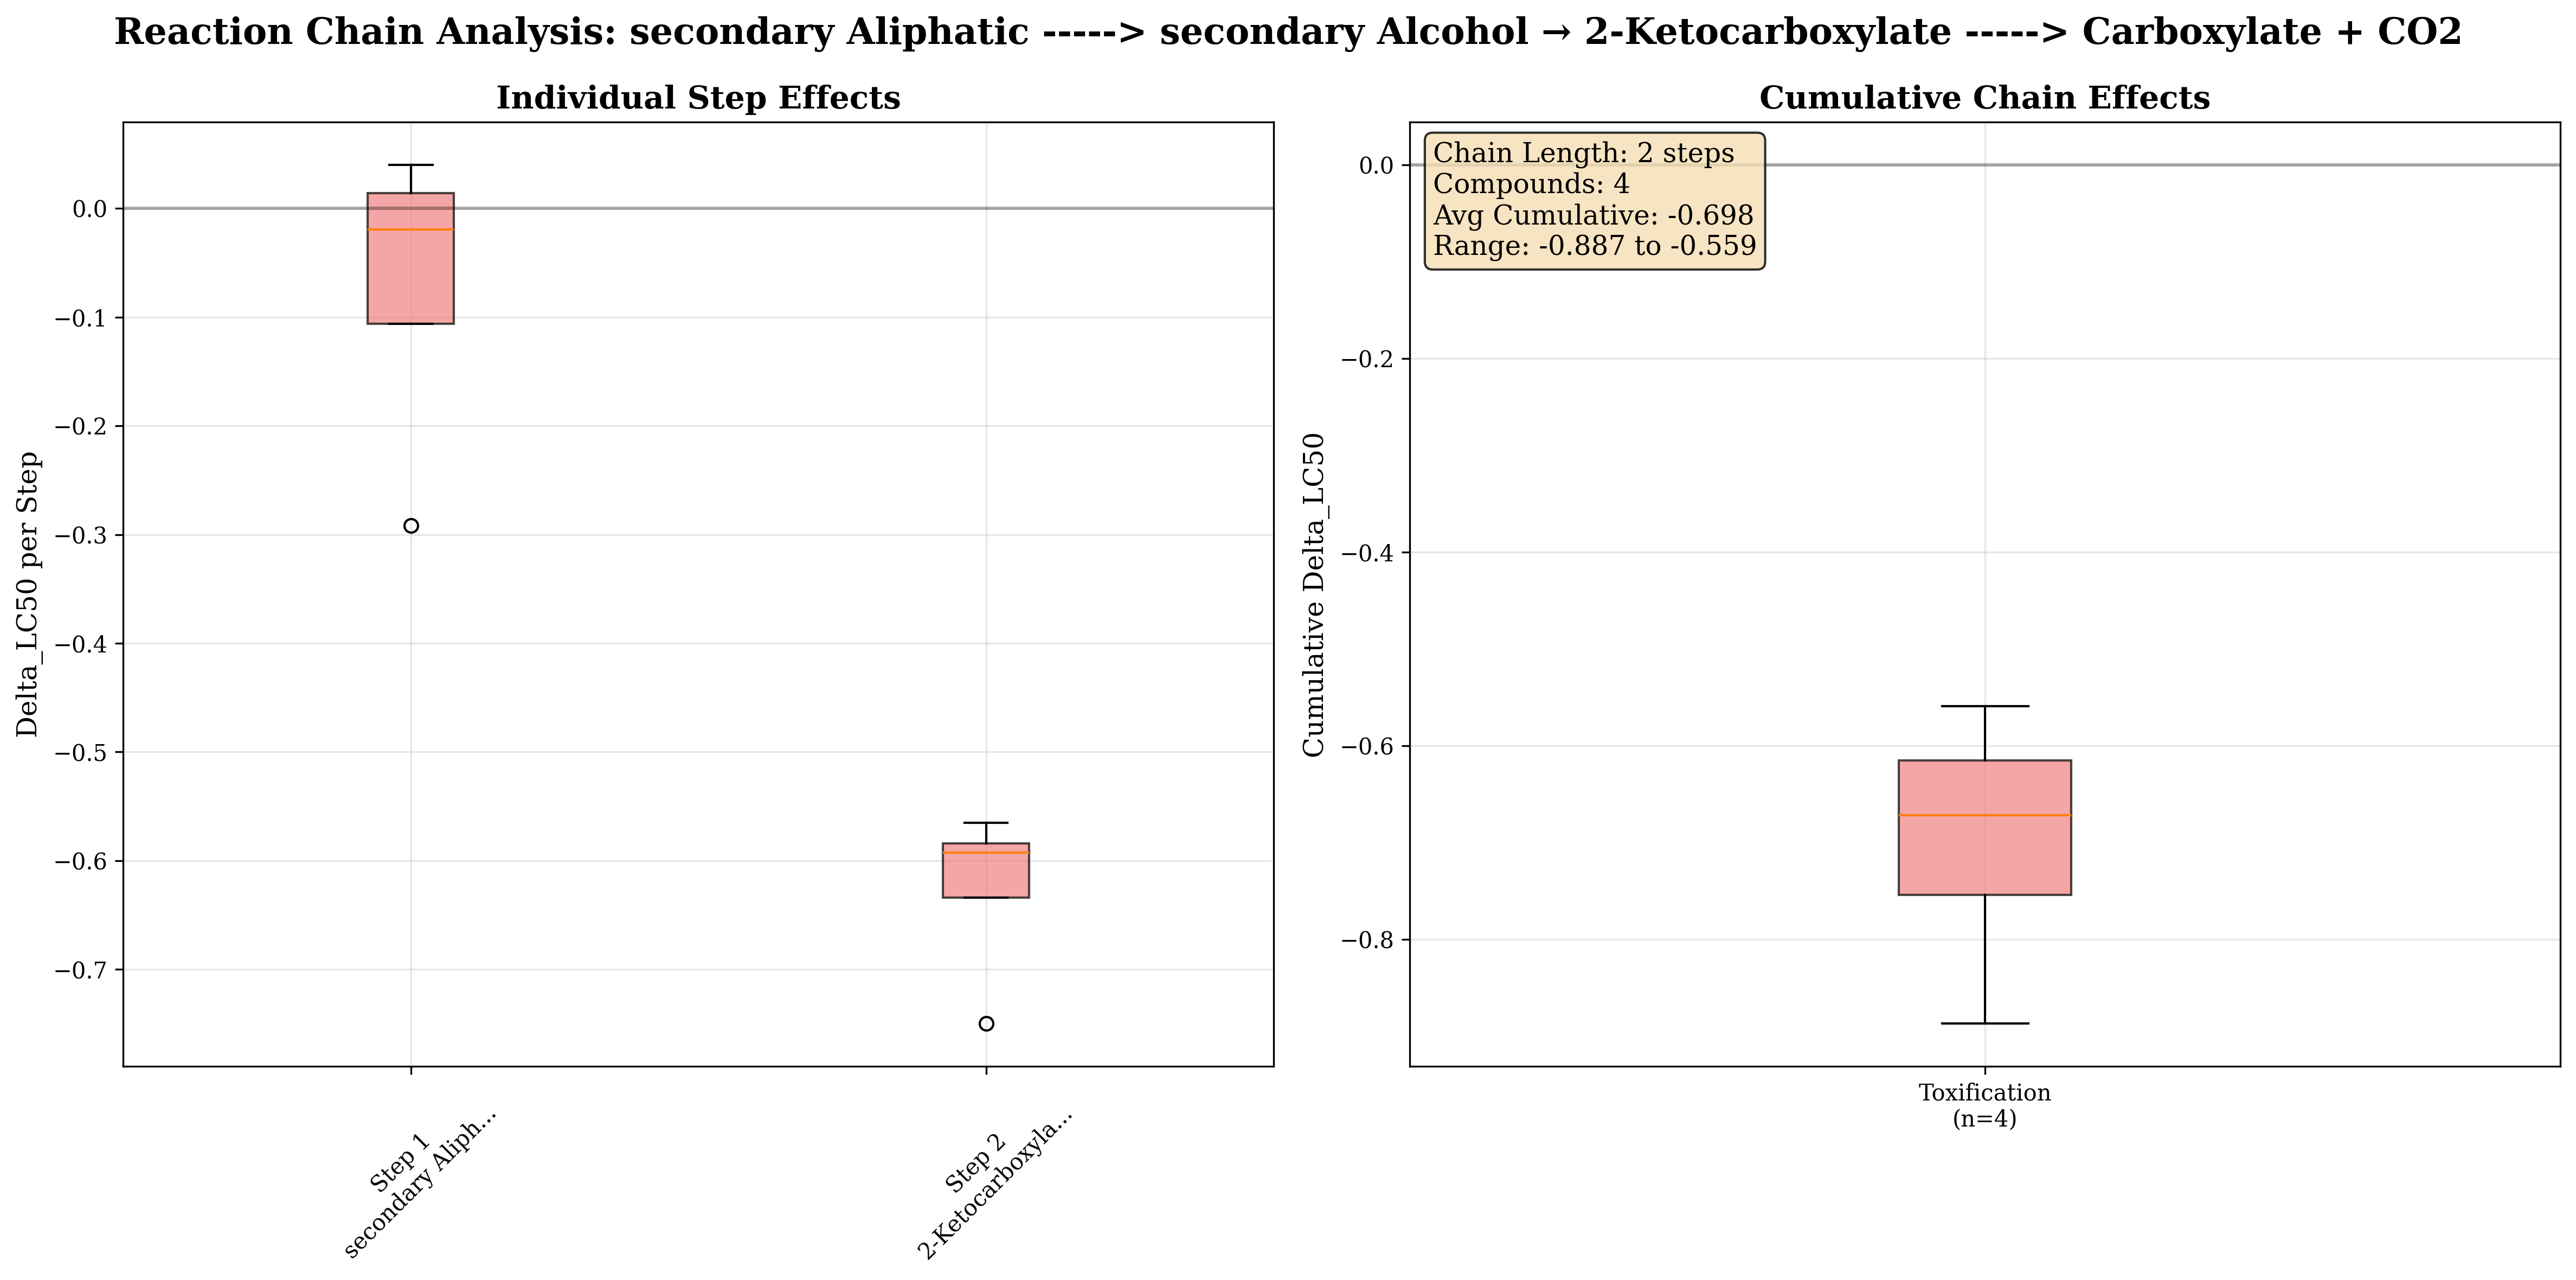 Reaction Chain Analysis: secondary Aliphatic -----> secondary Alcohol → 2-Ketocarboxylate -----> Carboxylate + CO2
Individual Step Effects
Delta_LC50 per Step
0.0
−0.1
−0.2
−0.3
−0.4
−0.5
−0.6
−0.7
Step 1
secondary Aliph...
Step 2
2-Ketocarboxyla...
Cumulative Chain Effects
Cumulative Delta_LC50
0.0
−0.2
−0.4
−0.6
−0.8
Chain Length: 2 steps
Compounds: 4
Avg Cumulative: -0.698
Range: -0.887 to -0.559
Toxification
(n=4)